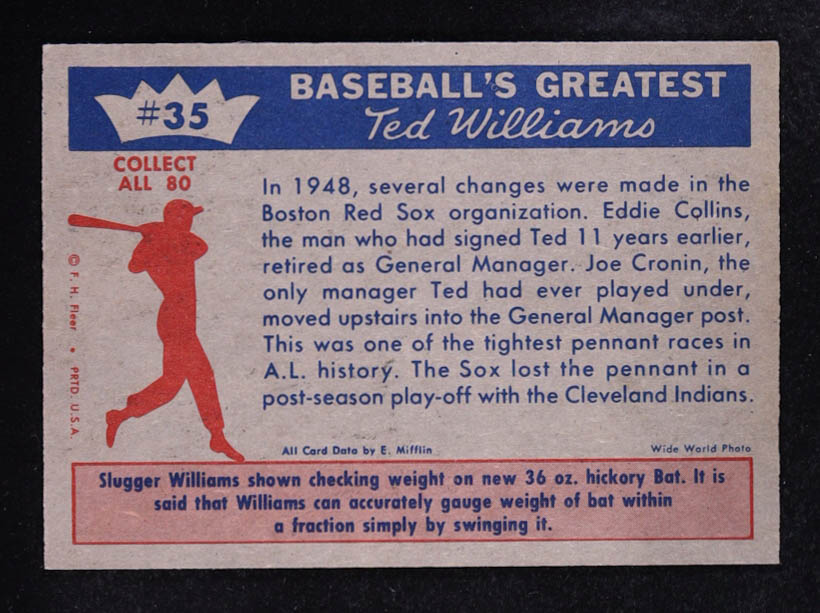 #35
BASEBALL'S GREATEST
Ted Williams
COLLECT
ALL 80
In 1948, several changes were made in the
Boston Red Sox organization. Eddie Collins,
the man who had signed Ted 11 years earlier,
retired as General Manager. Joe Cronin, the
only manager Ted had ever played under,
moved upstairs into the General Manager post.
This was one of the tightest pennant races in
A.L. history. The Sox lost the pennant in a
post-season play-off with the Cleveland Indians.
© F. H. Fleer • PRTD. U.S.A.
All Card Data by E. Mifflin
Wide World Photo
Slugger Williams shown checking weight on new 36 oz. hickory Bat. It is
said that Williams can accurately gauge weight of bat within
a fraction simply by swinging it.